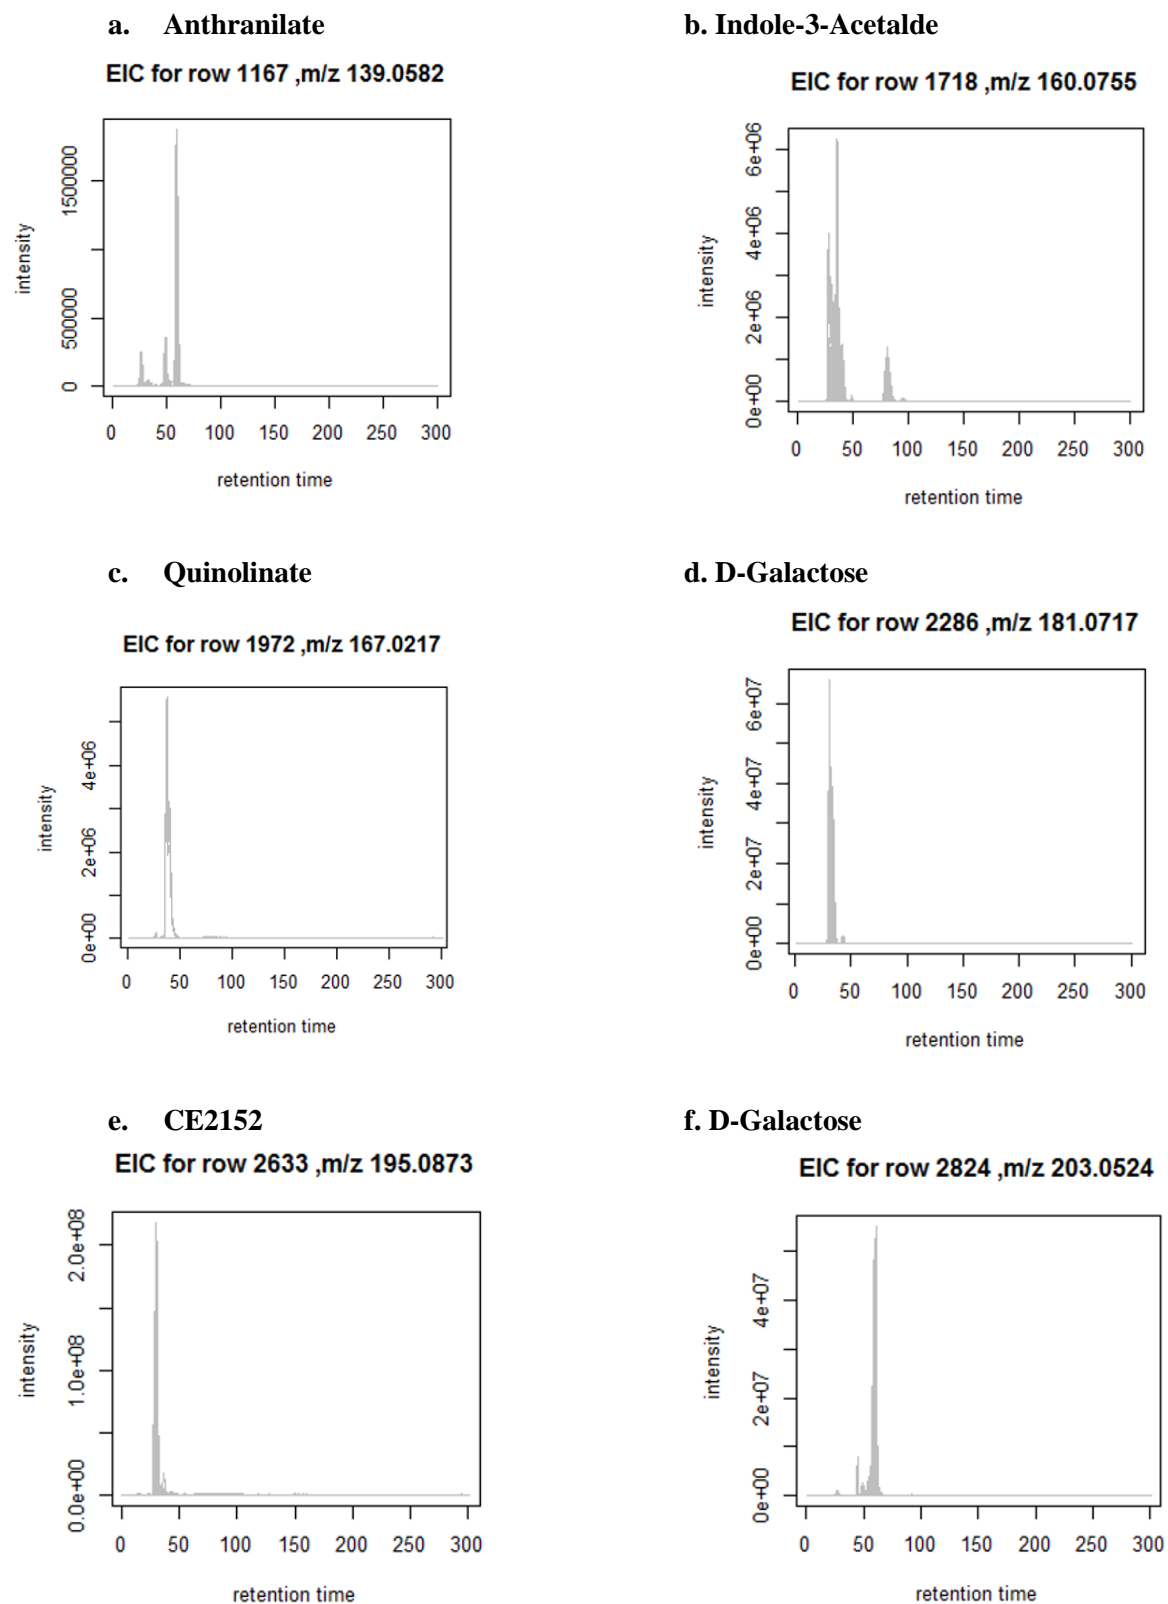 a. Anthranilate
EIC for row 1167 ,m/z 139.0582
intensity
0
500000
1500000
0 50 100 150 200 250 300
retention time
b. Indole-3-Acetalde
EIC for row 1718 ,m/z 160.0755
intensity
0e+00
2e+06
4e+06
6e+06
0 50 100 150 200 250 300
retention time
c. Quinolinate
EIC for row 1972 ,m/z 167.0217
intensity
0e+00
2e+06
4e+06
0 50 100 150 200 250 300
retention time
d. D-Galactose
EIC for row 2286 ,m/z 181.0717
intensity
0e+00
2e+07
4e+07
6e+07
0 50 100 150 200 250 300
retention time
e. CE2152
EIC for row 2633 ,m/z 195.0873
intensity
0.0e+00
1.0e+08
2.0e+08
0 50 100 150 200 250 300
retention time
f. D-Galactose
EIC for row 2824 ,m/z 203.0524
intensity
0e+00
2e+07
4e+07
0 50 100 150 200 250 300
retention time